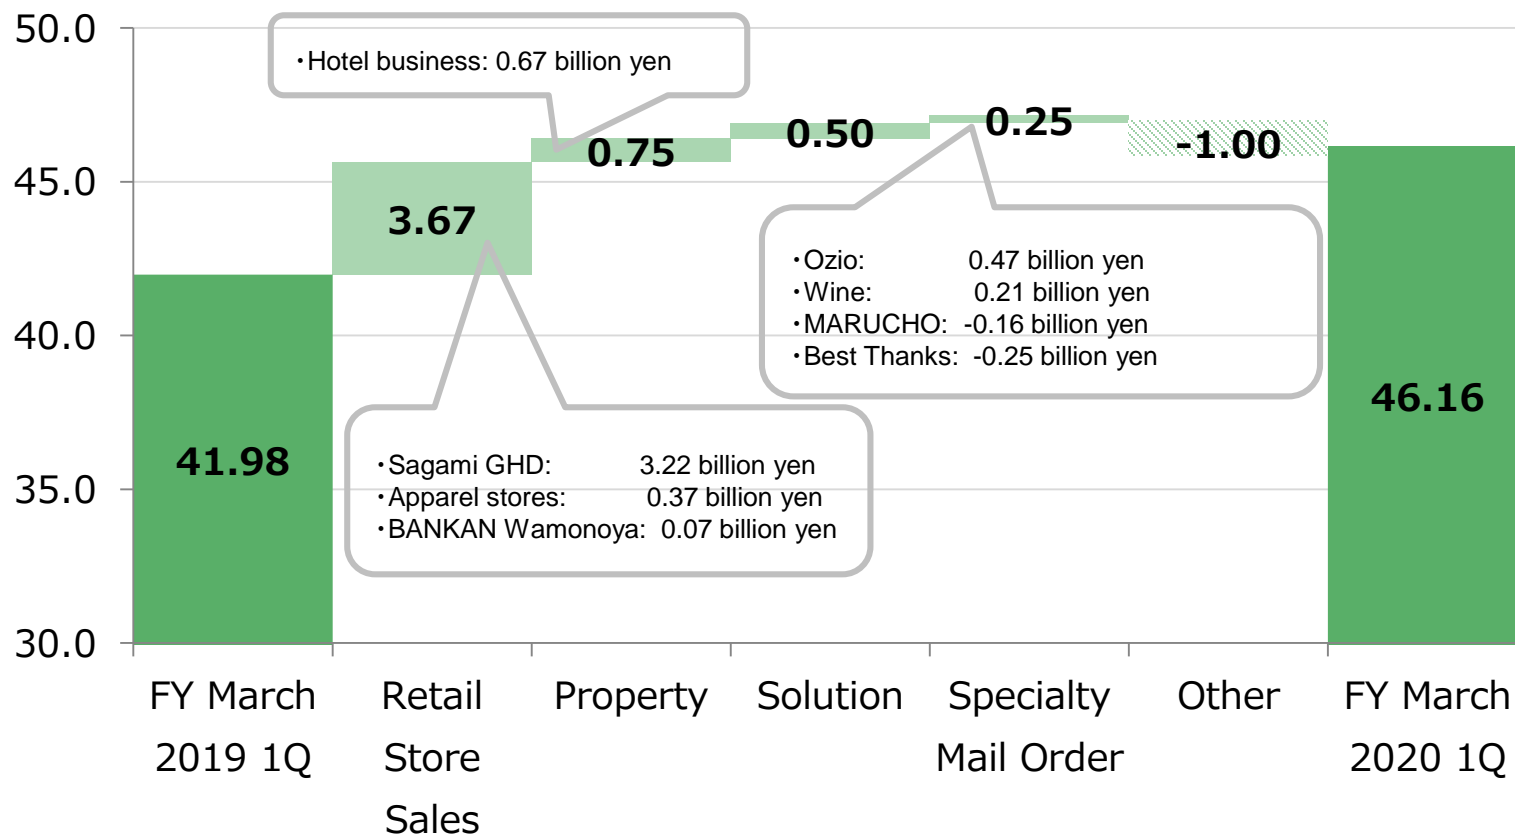 50.0
45.0
40.0
35.0
30.0
・Hotel business: 0.67 billion yen
41.98
3.67
0.75
0.50
0.25
-1.00
46.16
・Ozio: 0.47 billion yen
・Wine: 0.21 billion yen
・MARUCHO: -0.16 billion yen
・Best Thanks: -0.25 billion yen
・Sagami GHD: 3.22 billion yen
・Apparel stores: 0.37 billion yen
・BANKAN Wamonoya: 0.07 billion yen
FY March
2019 1Q
Retail
Store
Sales
Property
Solution
Specialty
Mail Order
Other
FY March
2020 1Q